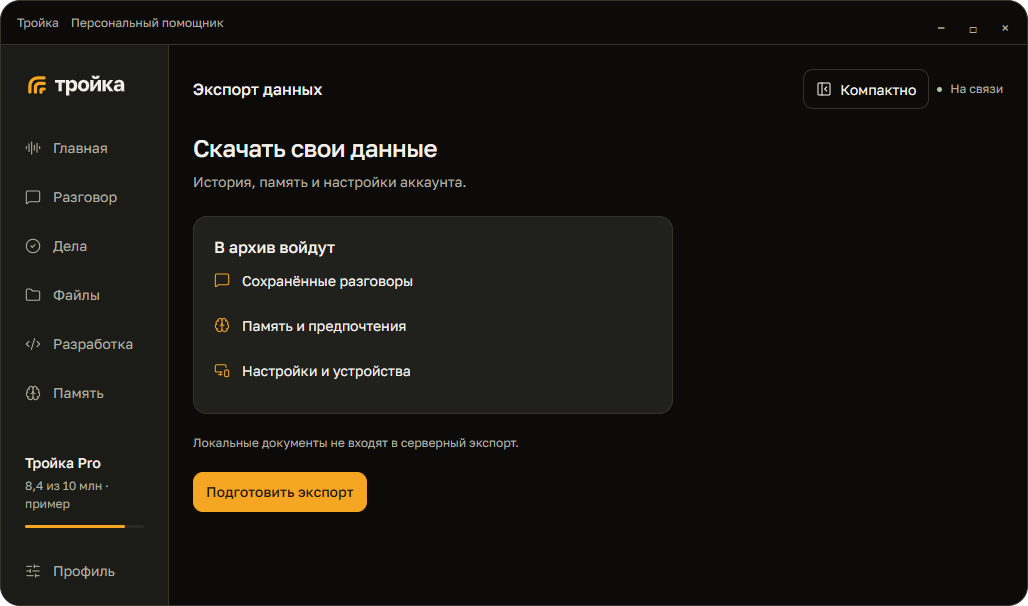 Тройка Персональный помощник
тройка
Главная
Разговор
Дела
Файлы
Разработка
Память
Тройка Pro
8,4 из 10 млн ·
пример
Профиль
Экспорт данных
Компактно
На связи
Скачать свои данные
История, память и настройки аккаунта.
В архив войдут
Сохранённые разговоры
Память и предпочтения
Настройки и устройства
Локальные документы не входят в серверный экспорт.
Подготовить экспорт